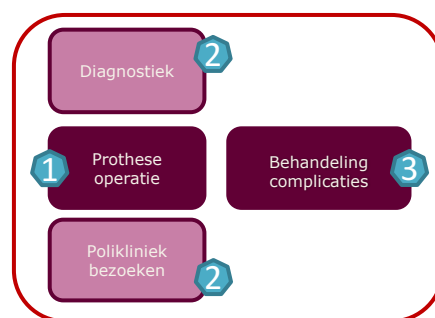 2
Diagnostiek
1
Prothese
operatie
Behandeling
complicaties
3
Polikliniek
bezoeken
2